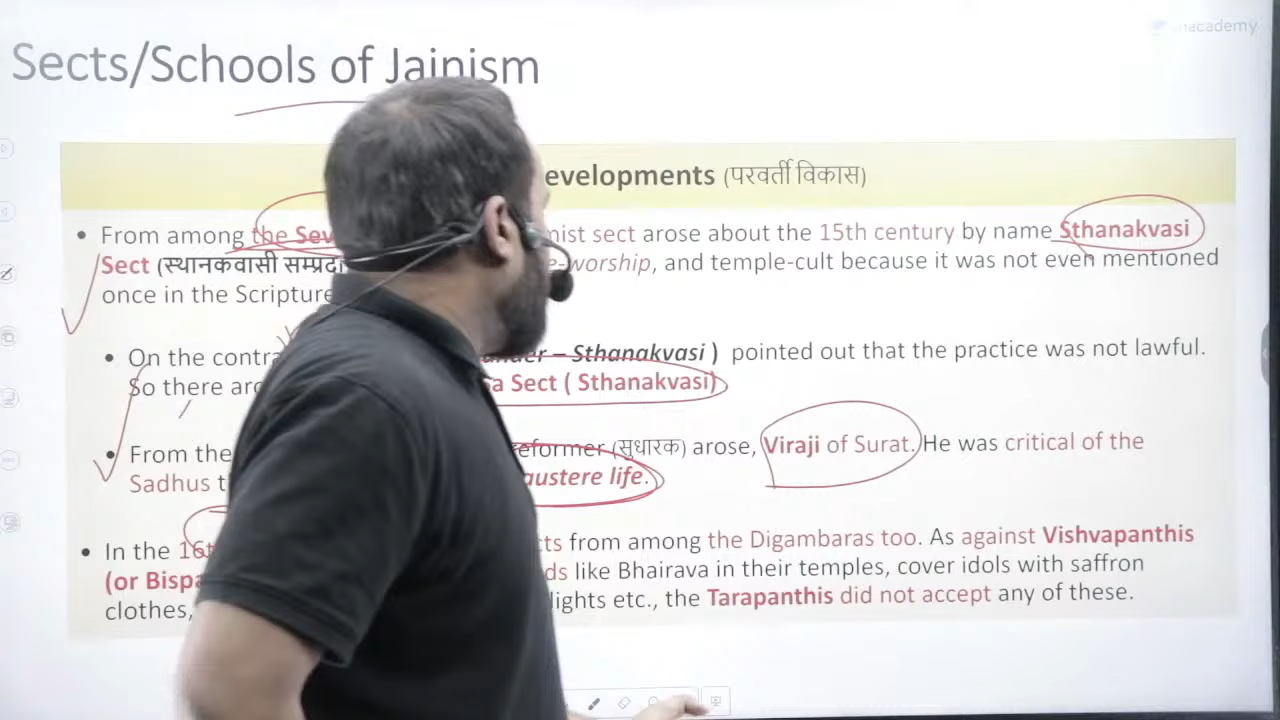 unacademy
Sects/Schools of Jainism
evelopments (परवर्ती विकास)
• From among the Sev mist sect arose about the 15th century by name Sthanakvasi
Sect (स्थानकवासी सम्प्रदा e-worship, and temple-cult because it was not even mentioned
once in the Scripture
• On the contra under – Sthanakvasi ) pointed out that the practice was not lawful.
So there aro a Sect ( Sthanakvasi)
• From the eformer (सुधारक) arose, Viraji of Surat. He was critical of the
Sadhus t austere life.
• In the 16t cts from among the Digambaras too. As against Vishvapanthis
(or Bispa ds like Bhairava in their temples, cover idols with saffron
clothes, lights etc., the Tarapanthis did not accept any of these.